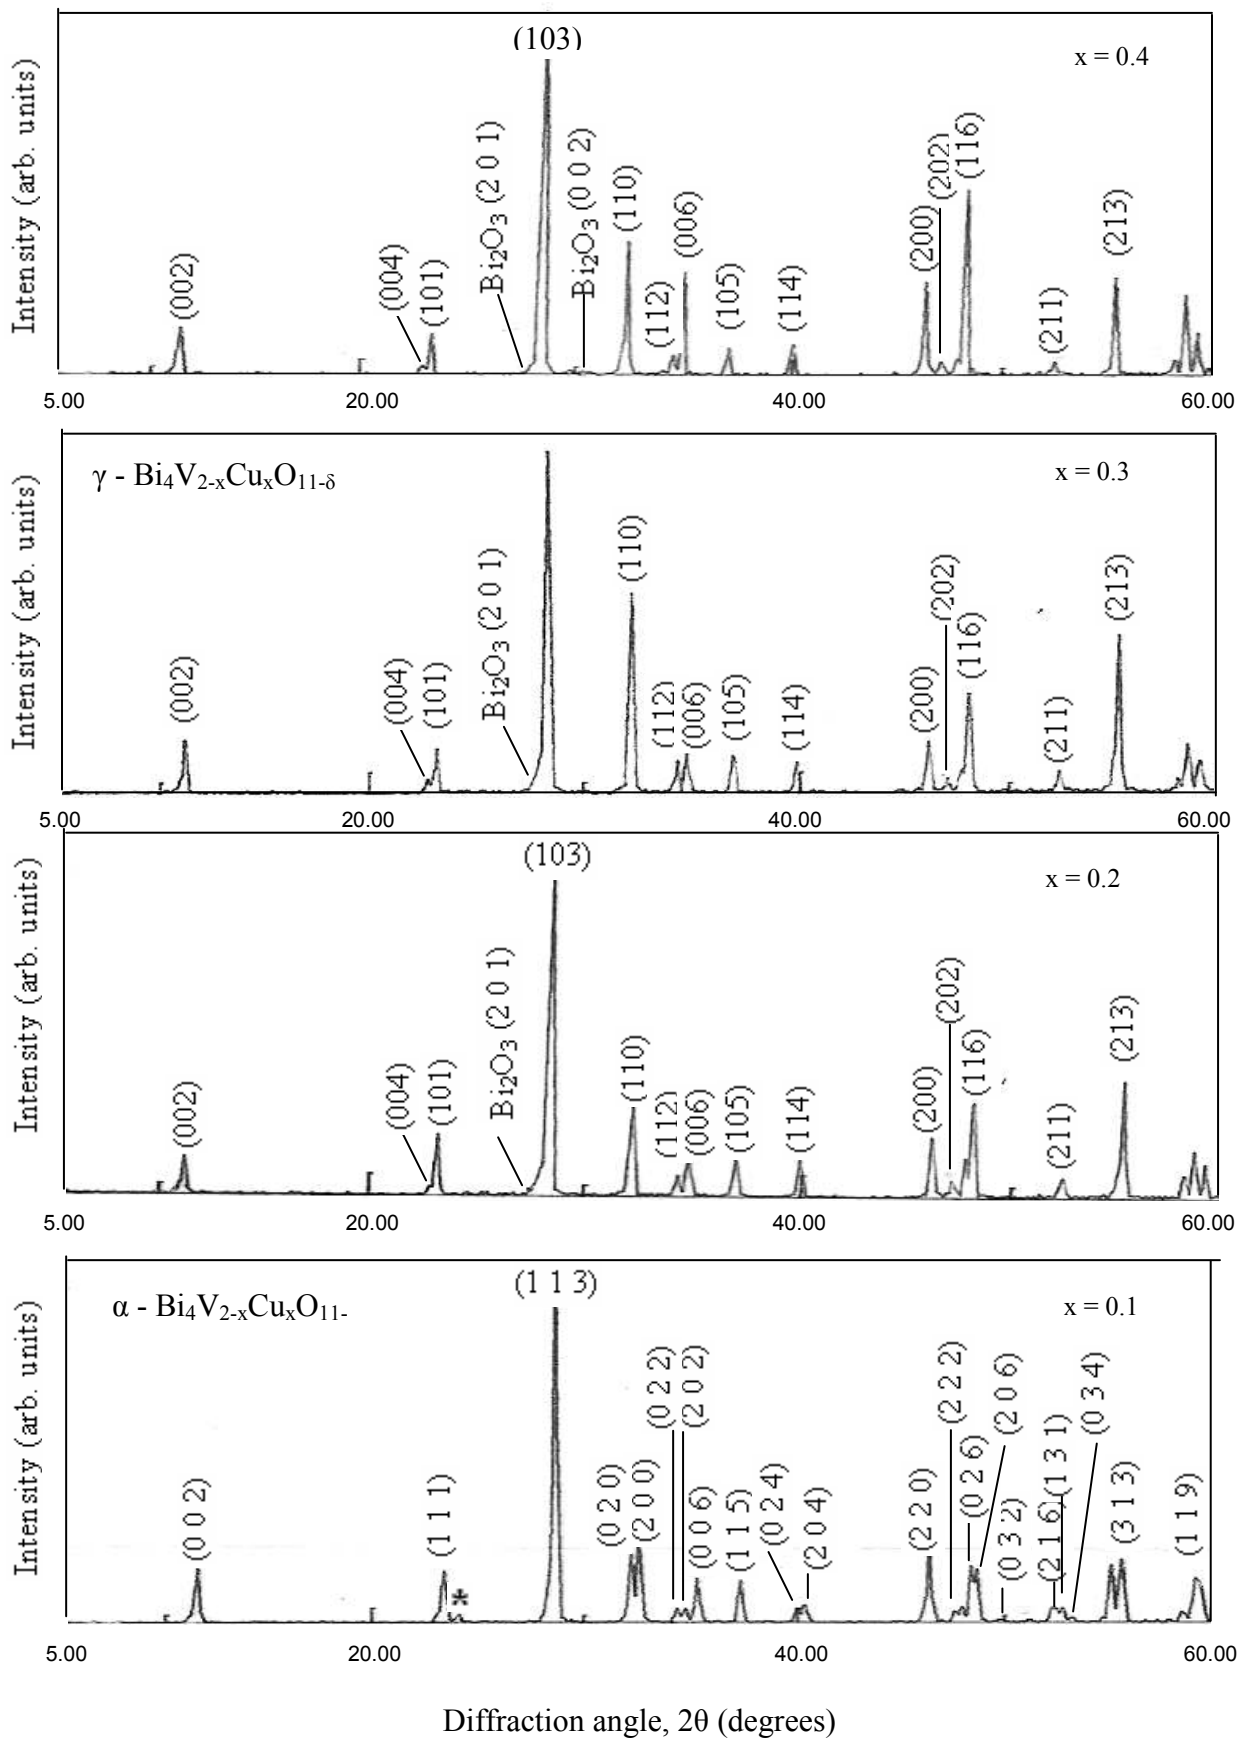 (103)
x = 0.4
Intensity (arb. units)
(002)
(004)
(101)
Bi₂O₃ (2 0 1)
Bi₂O₃ (0 0 2)
(110)
(112)
(006)
(105)
(114)
(200)
(202)
(116)
(211)
(213)
5.00 20.00 40.00 60.00
γ - Bi₄V₂₋ₓCuₓO₁₁₋δ
x = 0.3
Intensity (arb. units)
(002)
(004)
(101)
Bi₂O₃ (2 0 1)
(110)
(112)
(006)
(105)
(114)
(200)
(202)
(116)
(211)
(213)
5.00 20.00 40.00 60.00
(103)
x = 0.2
Intensity (arb. units)
(002)
(004)
(101)
Bi₂O₃ (2 0 1)
(110)
(112)
(006)
(105)
(114)
(200)
(202)
(116)
(211)
(213)
5.00 20.00 40.00 60.00
(1 1 3)
α - Bi₄V₂₋ₓCuₓO₁₁₋
x = 0.1
Intensity (arb. units)
(0 0 2)
(1 1 1)
*
(0 2 0)
(2 0 0)
(0 2 2)
(2 0 2)
(0 0 6)
(1 1 5)
(0 2 4)
(2 0 4)
(2 2 0)
(2 2 2)
(0 2 6)
(2 0 6)
(0 3 2)
(2 1 6)
(1 3 1)
(0 3 4)
(3 1 3)
(1 1 9)
5.00 20.00 40.00 60.00
Diffraction angle, 2θ (degrees)